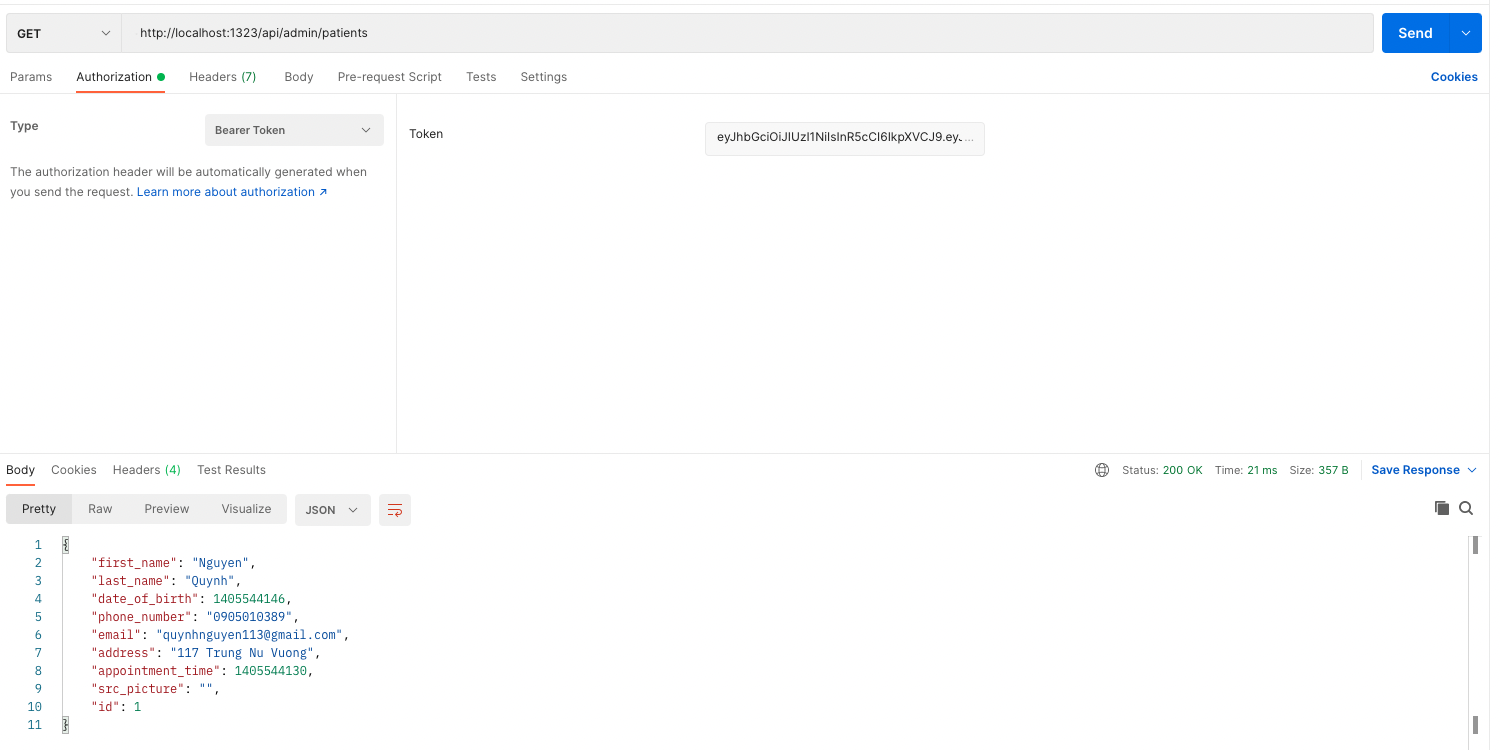 GET http://localhost:1323/api/admin/patients Send
Params Authorization Headers (7) Body Pre-request Script Tests Settings Cookies
Type Bearer Token
The authorization header will be automatically generated when
you send the request. Learn more about authorization ↗
Token eyJhbGciOiJIUzI1NiIsInR5cCI6IkpXVCJ9.eyJ...
Body Cookies Headers (4) Test Results Status: 200 OK Time: 21 ms Size: 357 B Save Response
Pretty Raw Preview Visualize JSON
1 {
2 "first_name": "Nguyen",
3 "last_name": "Quynh",
4 "date_of_birth": 1405544146,
5 "phone_number": "0905010389",
6 "email": "quynhnguyen113@gmail.com",
7 "address": "117 Trung Nu Vuong",
8 "appointment_time": 1405544130,
9 "src_picture": "",
10 "id": 1
11 }